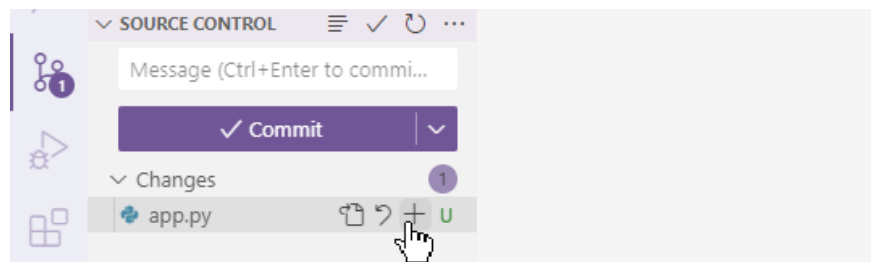 SOURCE CONTROL
1
Message (Ctrl+Enter to commi...
Commit
Changes 1
app.py U